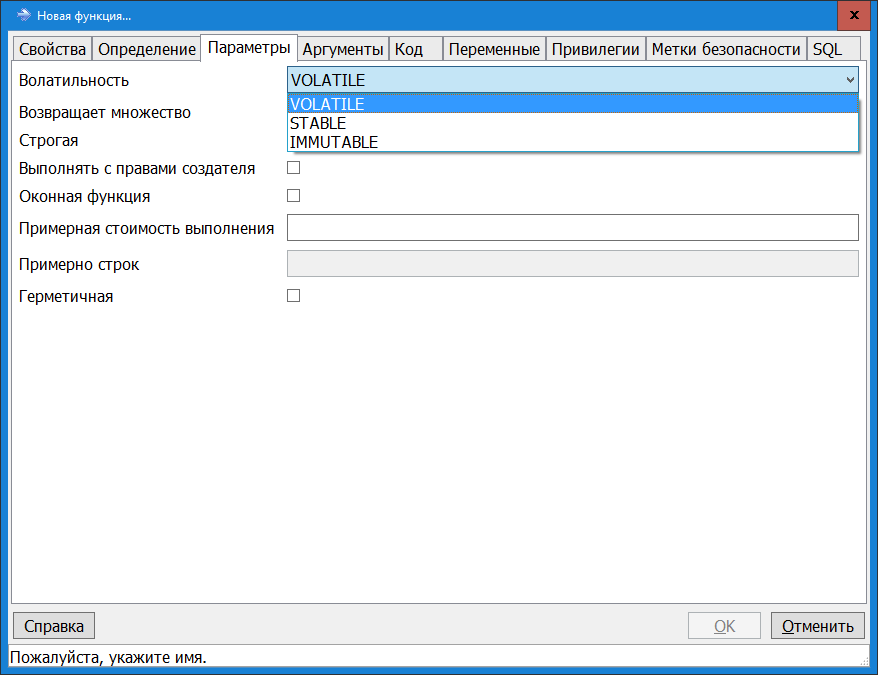 Новая функция...
Свойства Определение Параметры Аргументы Код Переменные Привилегии Метки безопасности SQL
Волатильность VOLATILE
VOLATILE
Возвращает множество
STABLE
Строгая IMMUTABLE
Выполнять с правами создателя
Оконная функция
Примерная стоимость выполнения
Примерно строк
Герметичная
Справка OK Отменить
Пожалуйста, укажите имя.